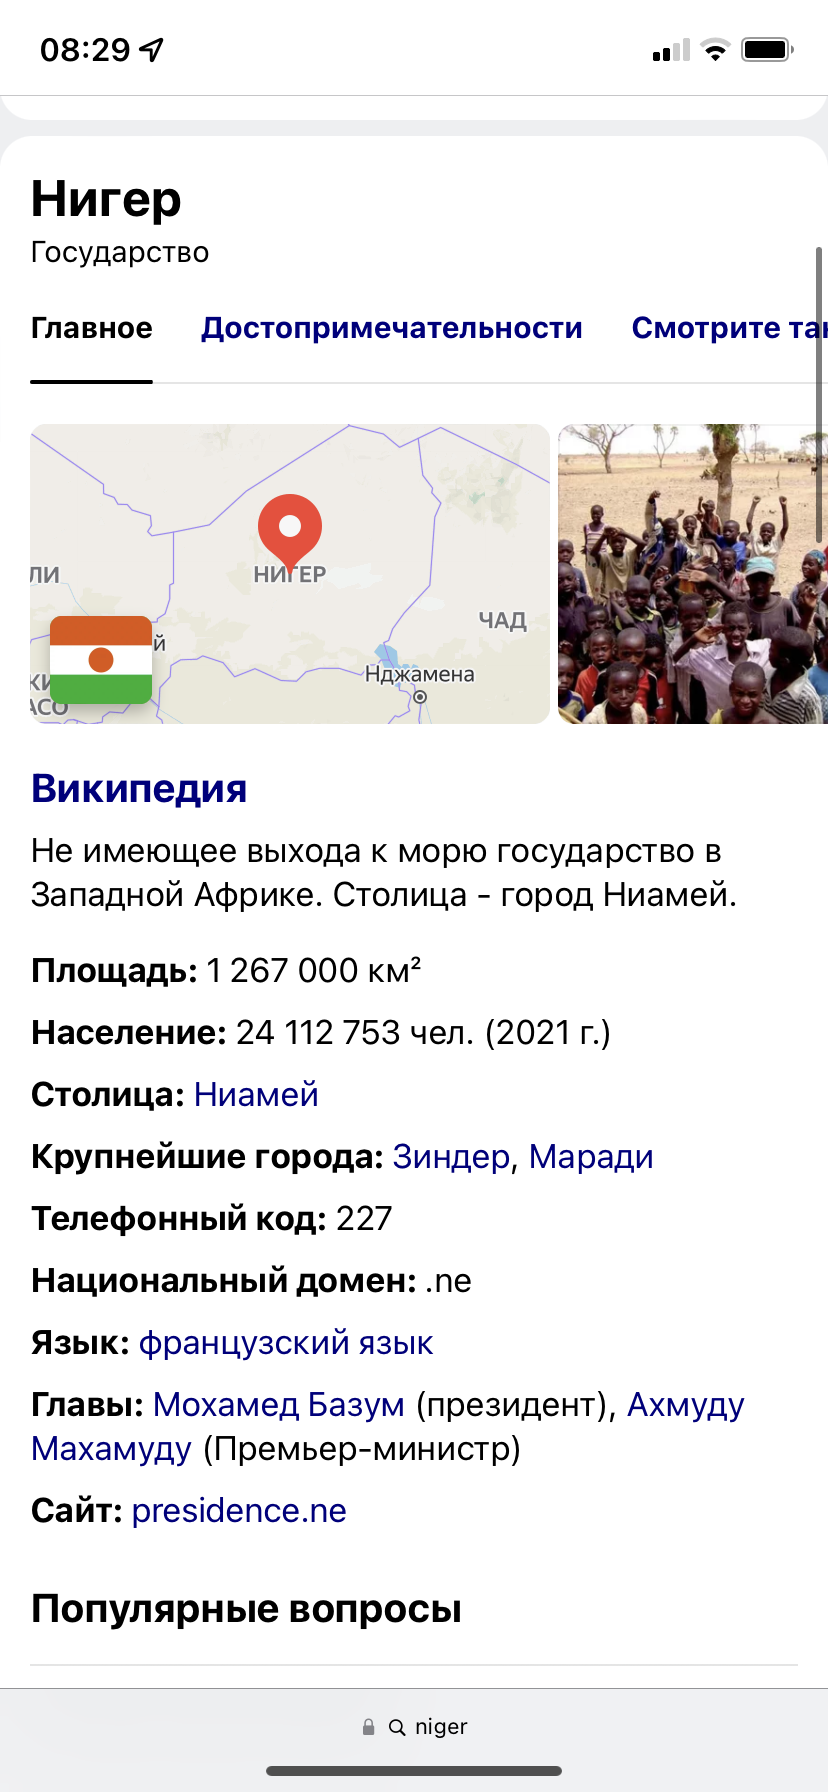 08:29
Нигер
Государство
Главное Достопримечательности Смотрите так
ЛИ
НИГЕР
ЧАД
й
Нджамена
КИ
АСО
Википедия
Не имеющее выхода к морю государство в
Западной Африке. Столица - город Ниамей.
Площадь: 1 267 000 км²
Население: 24 112 753 чел. (2021 г.)
Столица: Ниамей
Крупнейшие города: Зиндер, Маради
Телефонный код: 227
Национальный домен: .ne
Язык: французский язык
Главы: Мохамед Базум (президент), Ахмуду
Махамуду (Премьер-министр)
Сайт: presidence.ne
Популярные вопросы
niger